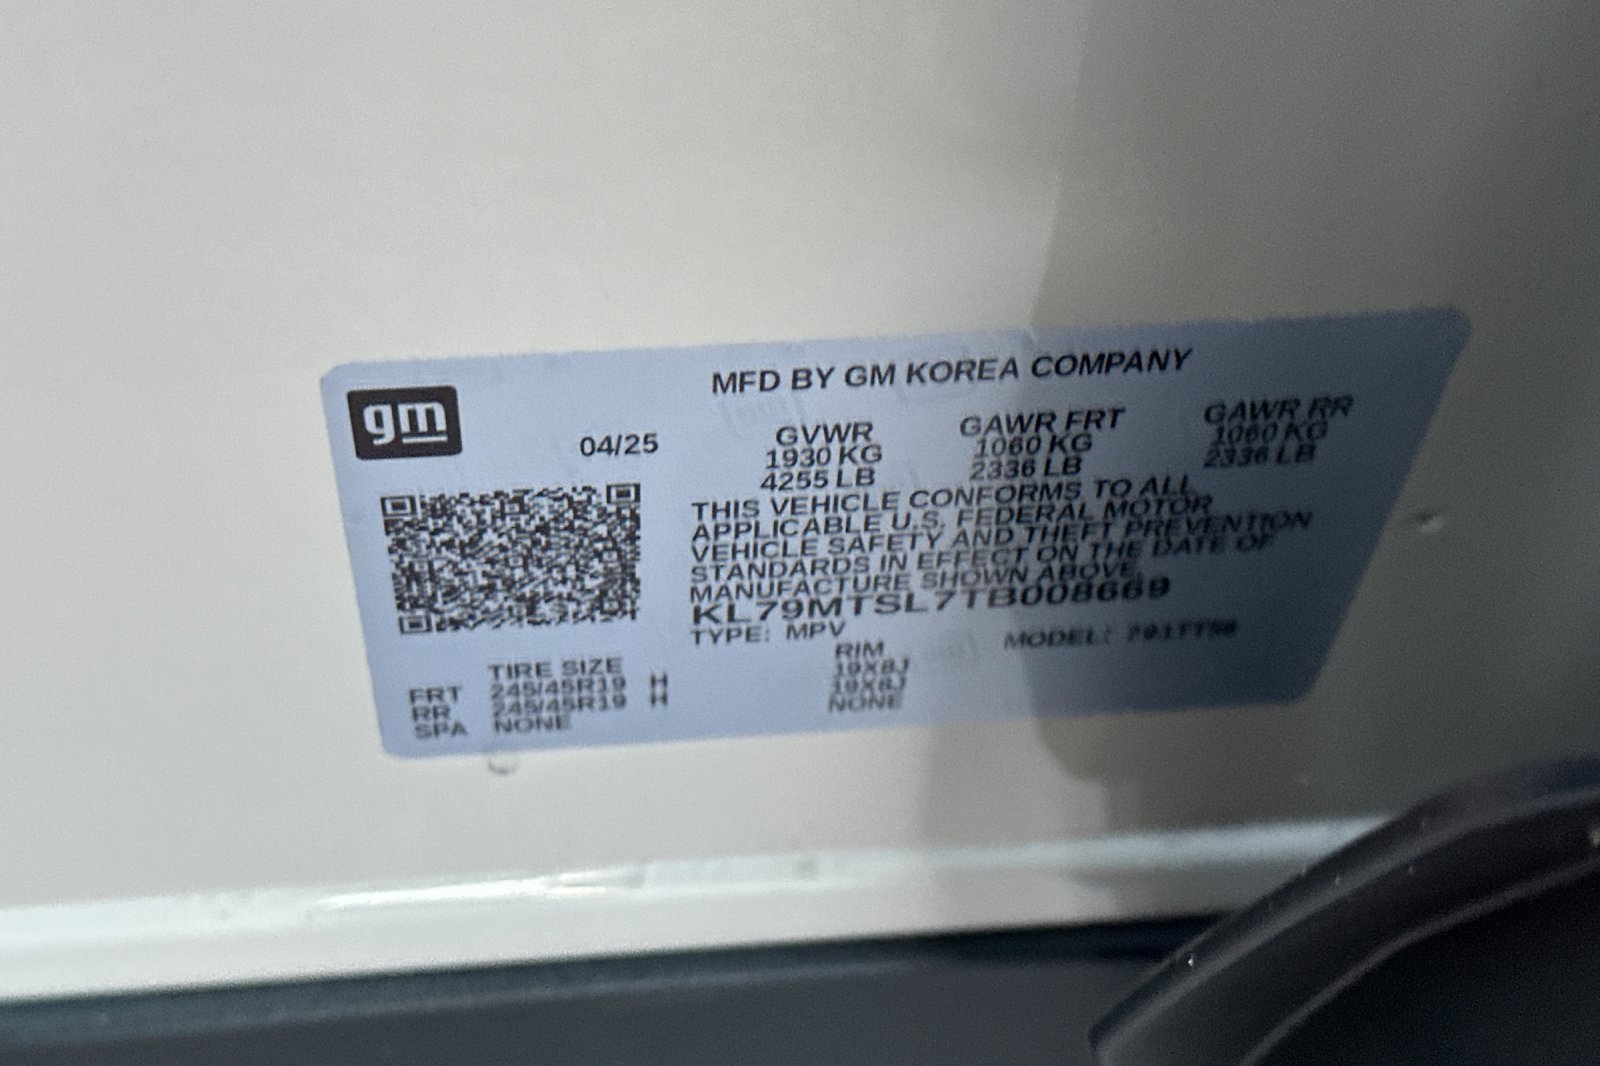 gm
MFD BY GM KOREA COMPANY
04/25
GVWR GAWR FRT GAWR RR
1930 KG 1060 KG 1060 KG
4255 LB 2336 LB 2336 LB
THIS VEHICLE CONFORMS TO ALL
APPLICABLE U.S. FEDERAL MOTOR
VEHICLE SAFETY AND THEFT PREVENTION
STANDARDS IN EFFECT ON THE DATE OF
MANUFACTURE SHOWN ABOVE.
KL79MTSL7TB008669
TYPE: MPV MODEL:
TIRE SIZE RIM
FRT 245/45R19 H 19X8J
RR 245/45R19 H 19X8J
SPA NONE NONE